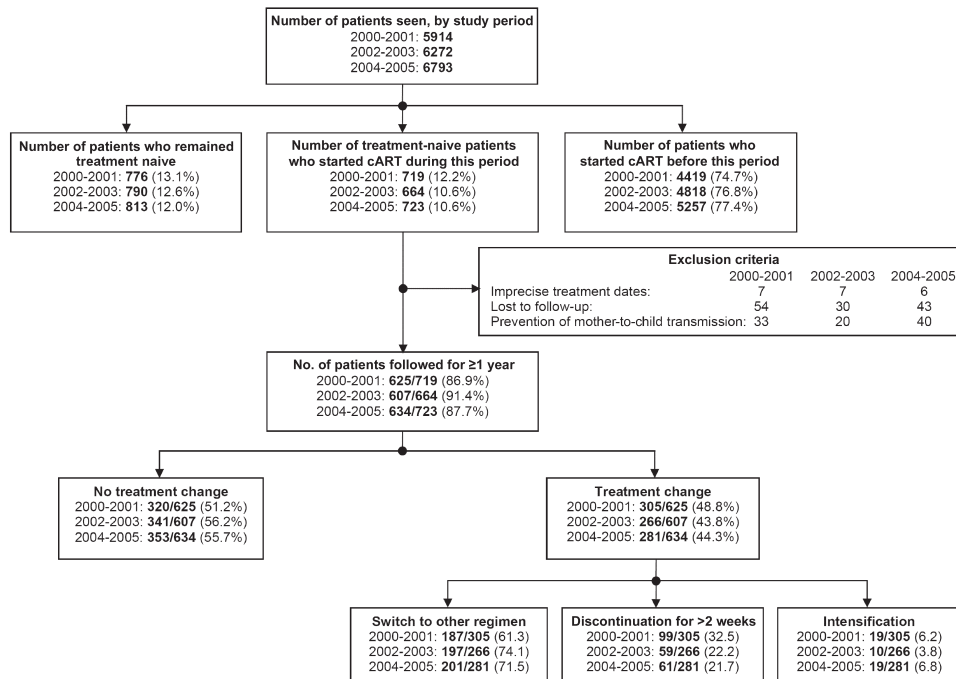 Number of patients seen, by study period
2000-2001: 5914
2002-2003: 6272
2004-2005: 6793
Number of patients who remained
treatment naive
2000-2001: 776 (13.1%)
2002-2003: 790 (12.6%)
2004-2005: 813 (12.0%)
Number of treatment-naive patients
who started cART during this period
2000-2001: 719 (12.2%)
2002-2003: 664 (10.6%)
2004-2005: 723 (10.6%)
Number of patients who
started cART before this period
2000-2001: 4419 (74.7%)
2002-2003: 4818 (76.8%)
2004-2005: 5257 (77.4%)
Exclusion criteria
2000-2001 2002-2003 2004-2005
Imprecise treatment dates: 7 7 6
Lost to follow-up: 54 30 43
Prevention of mother-to-child transmission: 33 20 40
No. of patients followed for ≥1 year
2000-2001: 625/719 (86.9%)
2002-2003: 607/664 (91.4%)
2004-2005: 634/723 (87.7%)
No treatment change
2000-2001: 320/625 (51.2%)
2002-2003: 341/607 (56.2%)
2004-2005: 353/634 (55.7%)
Treatment change
2000-2001: 305/625 (48.8%)
2002-2003: 266/607 (43.8%)
2004-2005: 281/634 (44.3%)
Switch to other regimen
2000-2001: 187/305 (61.3)
2002-2003: 197/266 (74.1)
2004-2005: 201/281 (71.5)
Discontinuation for >2 weeks
2000-2001: 99/305 (32.5)
2002-2003: 59/266 (22.2)
2004-2005: 61/281 (21.7)
Intensification
2000-2001: 19/305 (6.2)
2002-2003: 10/266 (3.8)
2004-2005: 19/281 (6.8)